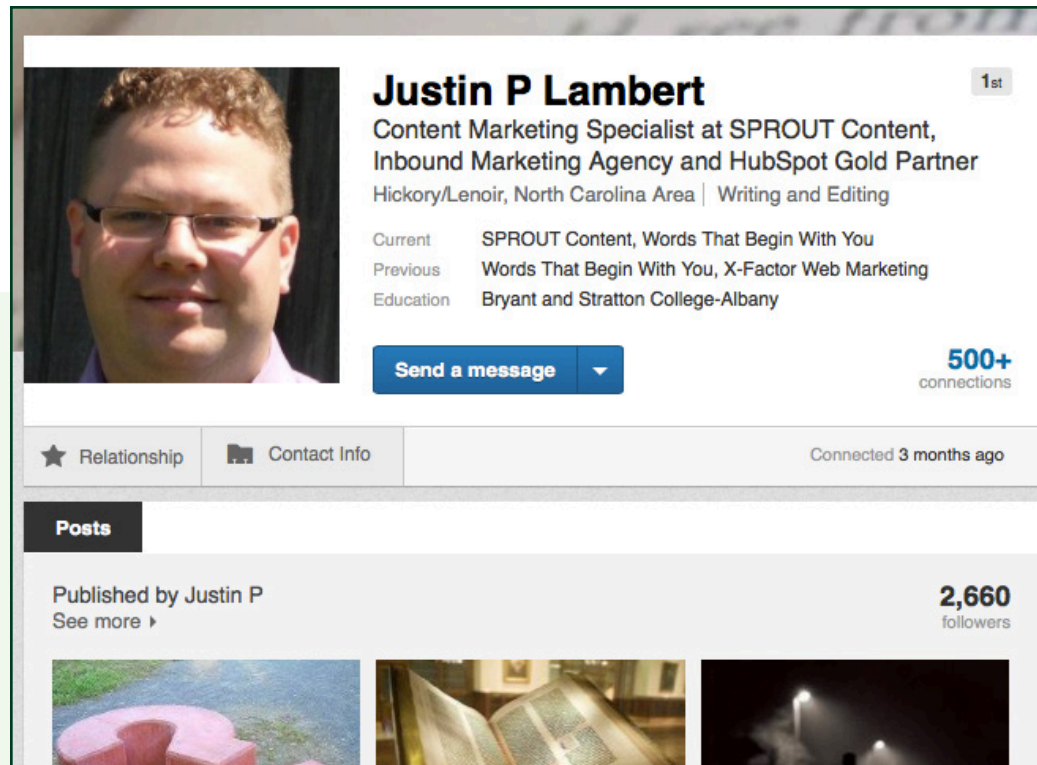 Justin P Lambert
1st
Content Marketing Specialist at SPROUT Content,
Inbound Marketing Agency and HubSpot Gold Partner
Hickory/Lenoir, North Carolina Area | Writing and Editing
Current SPROUT Content, Words That Begin With You
Previous Words That Begin With You, X-Factor Web Marketing
Education Bryant and Stratton College-Albany
Send a message
500+
connections
Relationship
Contact Info
Connected 3 months ago
Posts
Published by Justin P
See more
2,660
followers